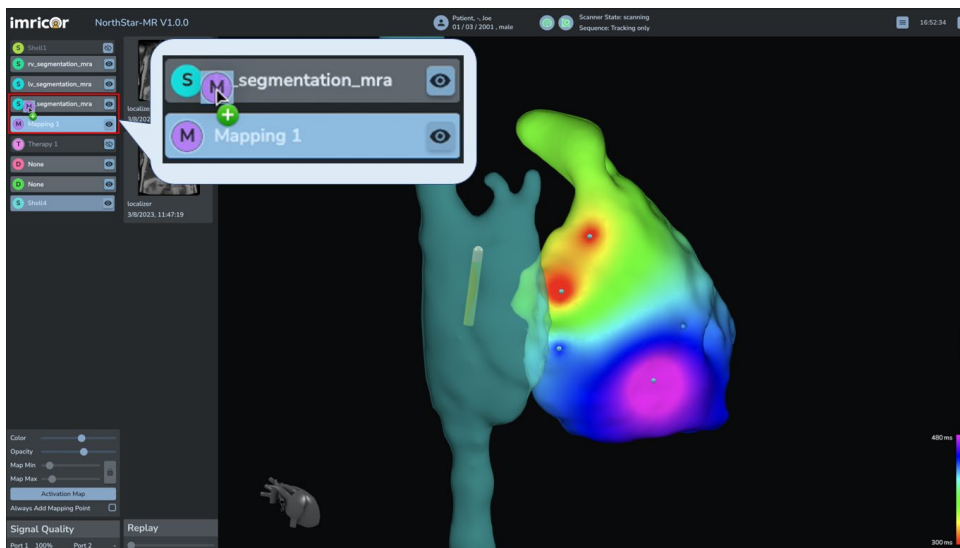 imricor
NorthStar-MR V1.0.0
Patient, -, Joe
01 / 03 / 2001 , male
Scanner State: scanning
Sequence: Tracking only
16:52:34
S Shell1
S rv_segmentation_mra
S lv_segmentation_mra
S _segmentation_mra
M
M Mapping 1
T Therapy 1
D None
D None
S Shell4
S M _segmentation_mra
M Mapping 1
localizer
3/8/2023, 11:47:19
Color
Opacity
Map Min
Map Max
Activation Map
Always Add Mapping Point
Signal Quality
Port 1 100% Port 2 -
Replay
480 ms
300 ms